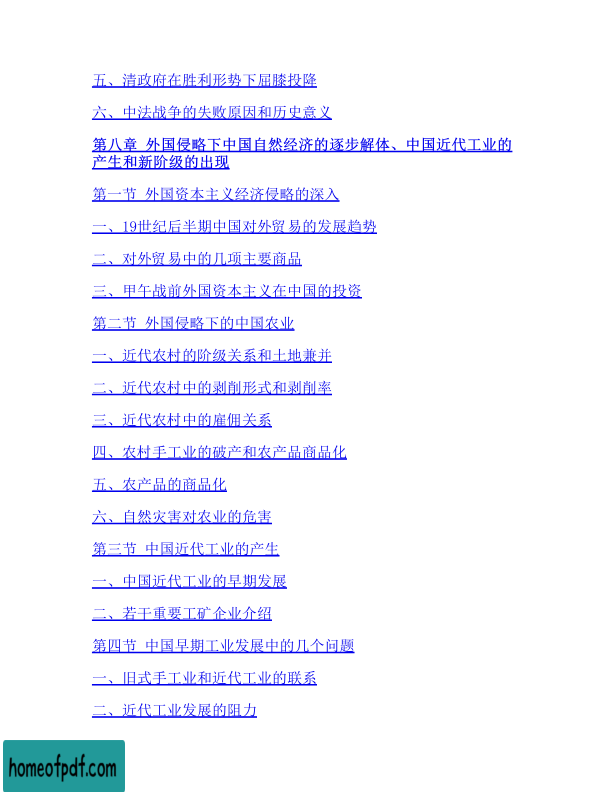 五、清政府在胜利形势下屈膝投降
六、中法战争的失败原因和历史意义
第八章 外国侵略下中国自然经济的逐步解体、中国近代工业的
产生和新阶级的出现
第一节 外国资本主义经济侵略的深入
一、19世纪后半期中国对外贸易的发展趋势
二、对外贸易中的几项主要商品
三、甲午战前外国资本主义在中国的投资
第二节 外国侵略下的中国农业
一、近代农村的阶级关系和土地兼并
二、近代农村中的剥削形式和剥削率
三、近代农村中的雇佣关系
四、农村手工业的破产和农产品商品化
五、农产品的商品化
六、自然灾害对农业的危害
第三节 中国近代工业的产生
一、中国近代工业的早期发展
二、若干重要工矿企业介绍
第四节 中国早期工业发展中的几个问题
一、旧式手工业和近代工业的联系
二、近代工业发展的阻力
homeofpdf.com